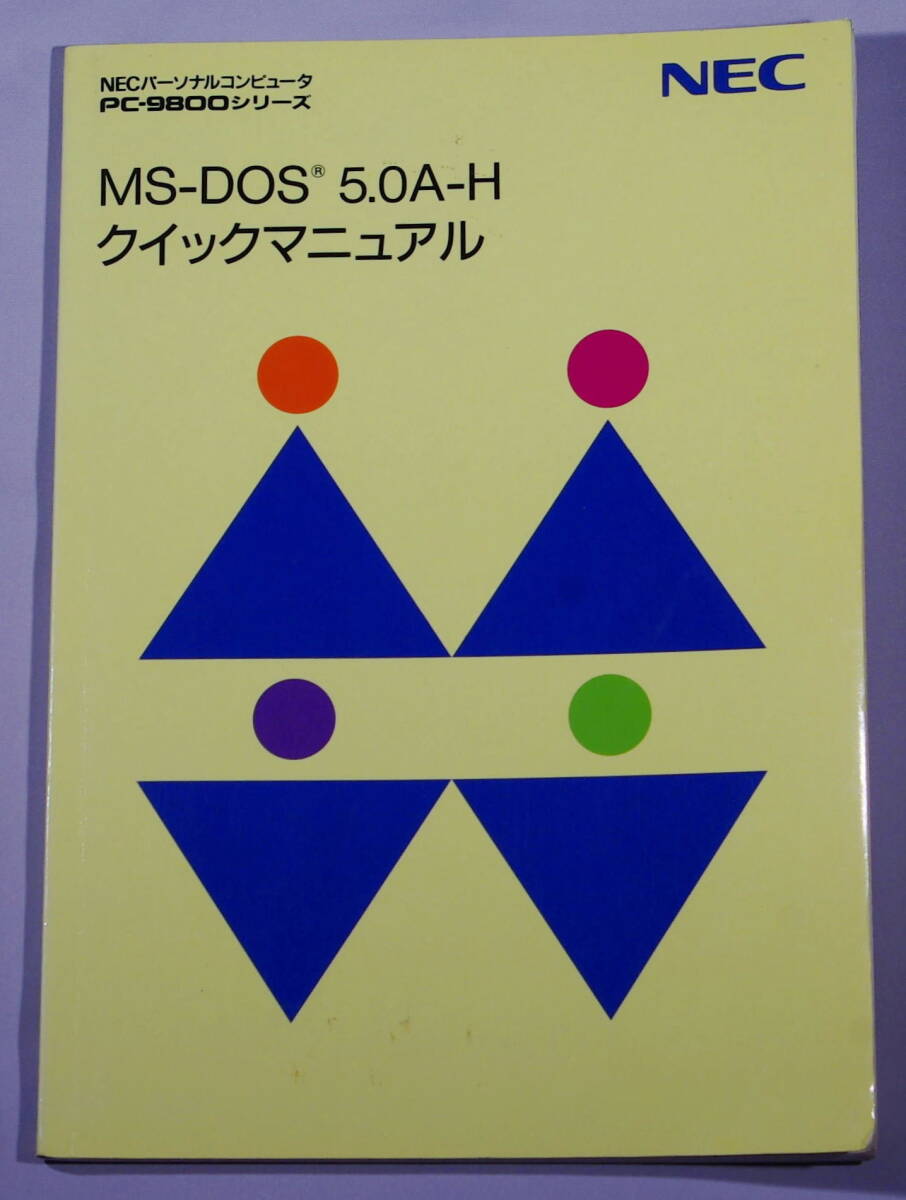 NECパーソナルコンピュータ
PC-9800シリーズ
NEC
MS-DOS® 5.0A-H
クイックマニュアル